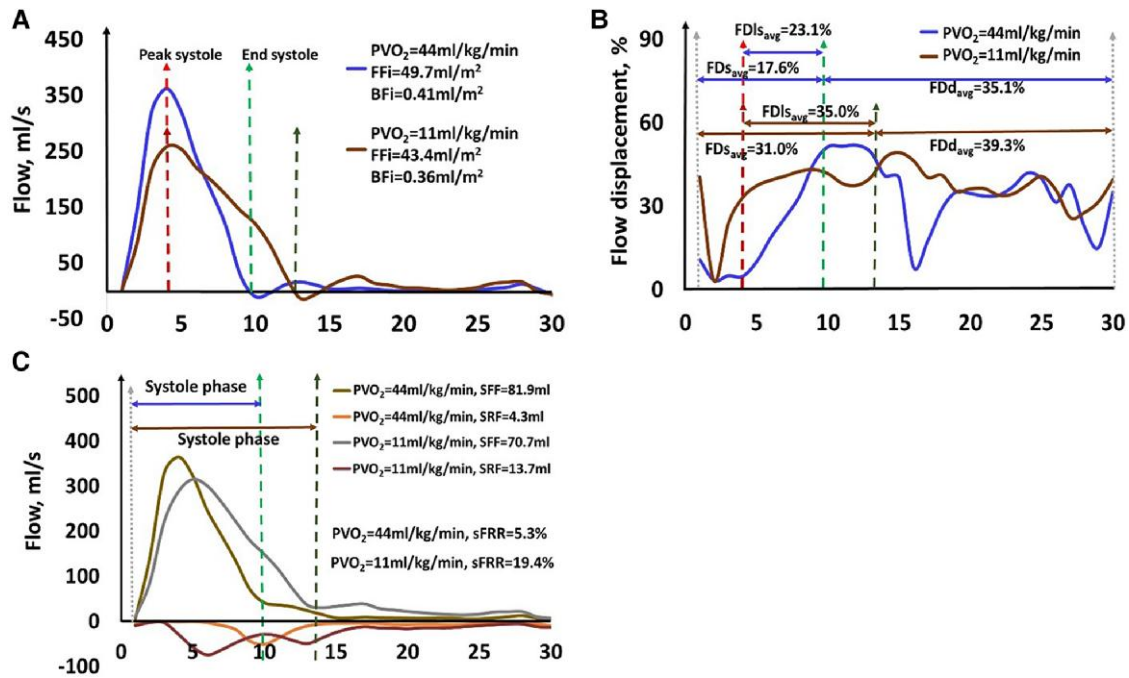 A
450
350
250
150
50
-50
Flow, ml/s
Peak systole
End systole
PVO₂=44ml/kg/min
FFi=49.7ml/m²
BFi=0.41ml/m²
PVO₂=11ml/kg/min
FFi=43.4ml/m²
BFi=0.36ml/m²
0 5 10 15 20 25 30
B
90
60
30
0
Flow displacement, %
FDlsavg=23.1%
PVO₂=44ml/kg/min
PVO₂=11ml/kg/min
FDsavg=17.6%
FDdavg=35.1%
FDlsavg=35.0%
FDsavg=31.0%
FDdavg=39.3%
0 5 10 15 20 25 30
C
500
400
300
200
100
0
-100
Flow, ml/s
Systole phase
Systole phase
PVO₂=44ml/kg/min, SFF=81.9ml
PVO₂=44ml/kg/min, SRF=4.3ml
PVO₂=11ml/kg/min, SFF=70.7ml
PVO₂=11ml/kg/min, SRF=13.7ml
PVO₂=44ml/kg/min, sFRR=5.3%
PVO₂=11ml/kg/min, sFRR=19.4%
0 5 10 15 20 25 30